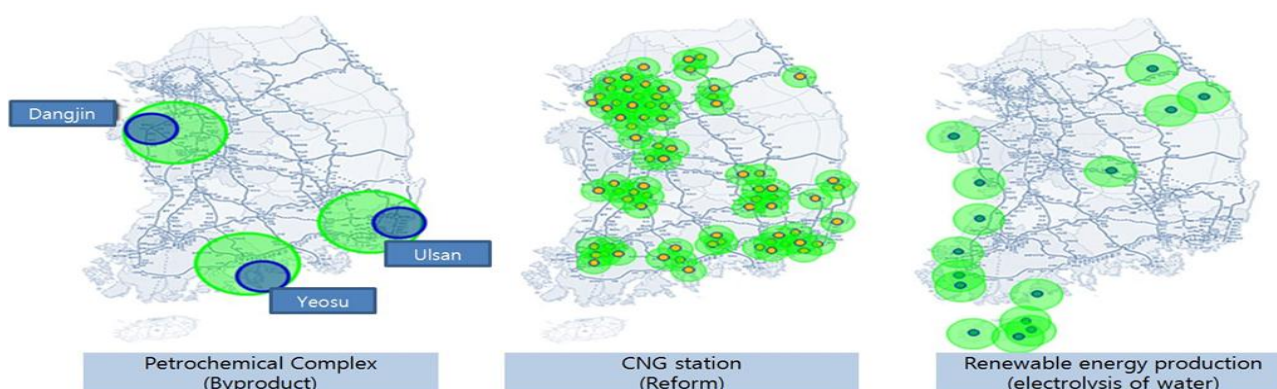 Dangjin
Ulsan
Yeosu
Petrochemical Complex
(Byproduct)
CNG station
(Reform)
Renewable energy production
(electrolysis of water)